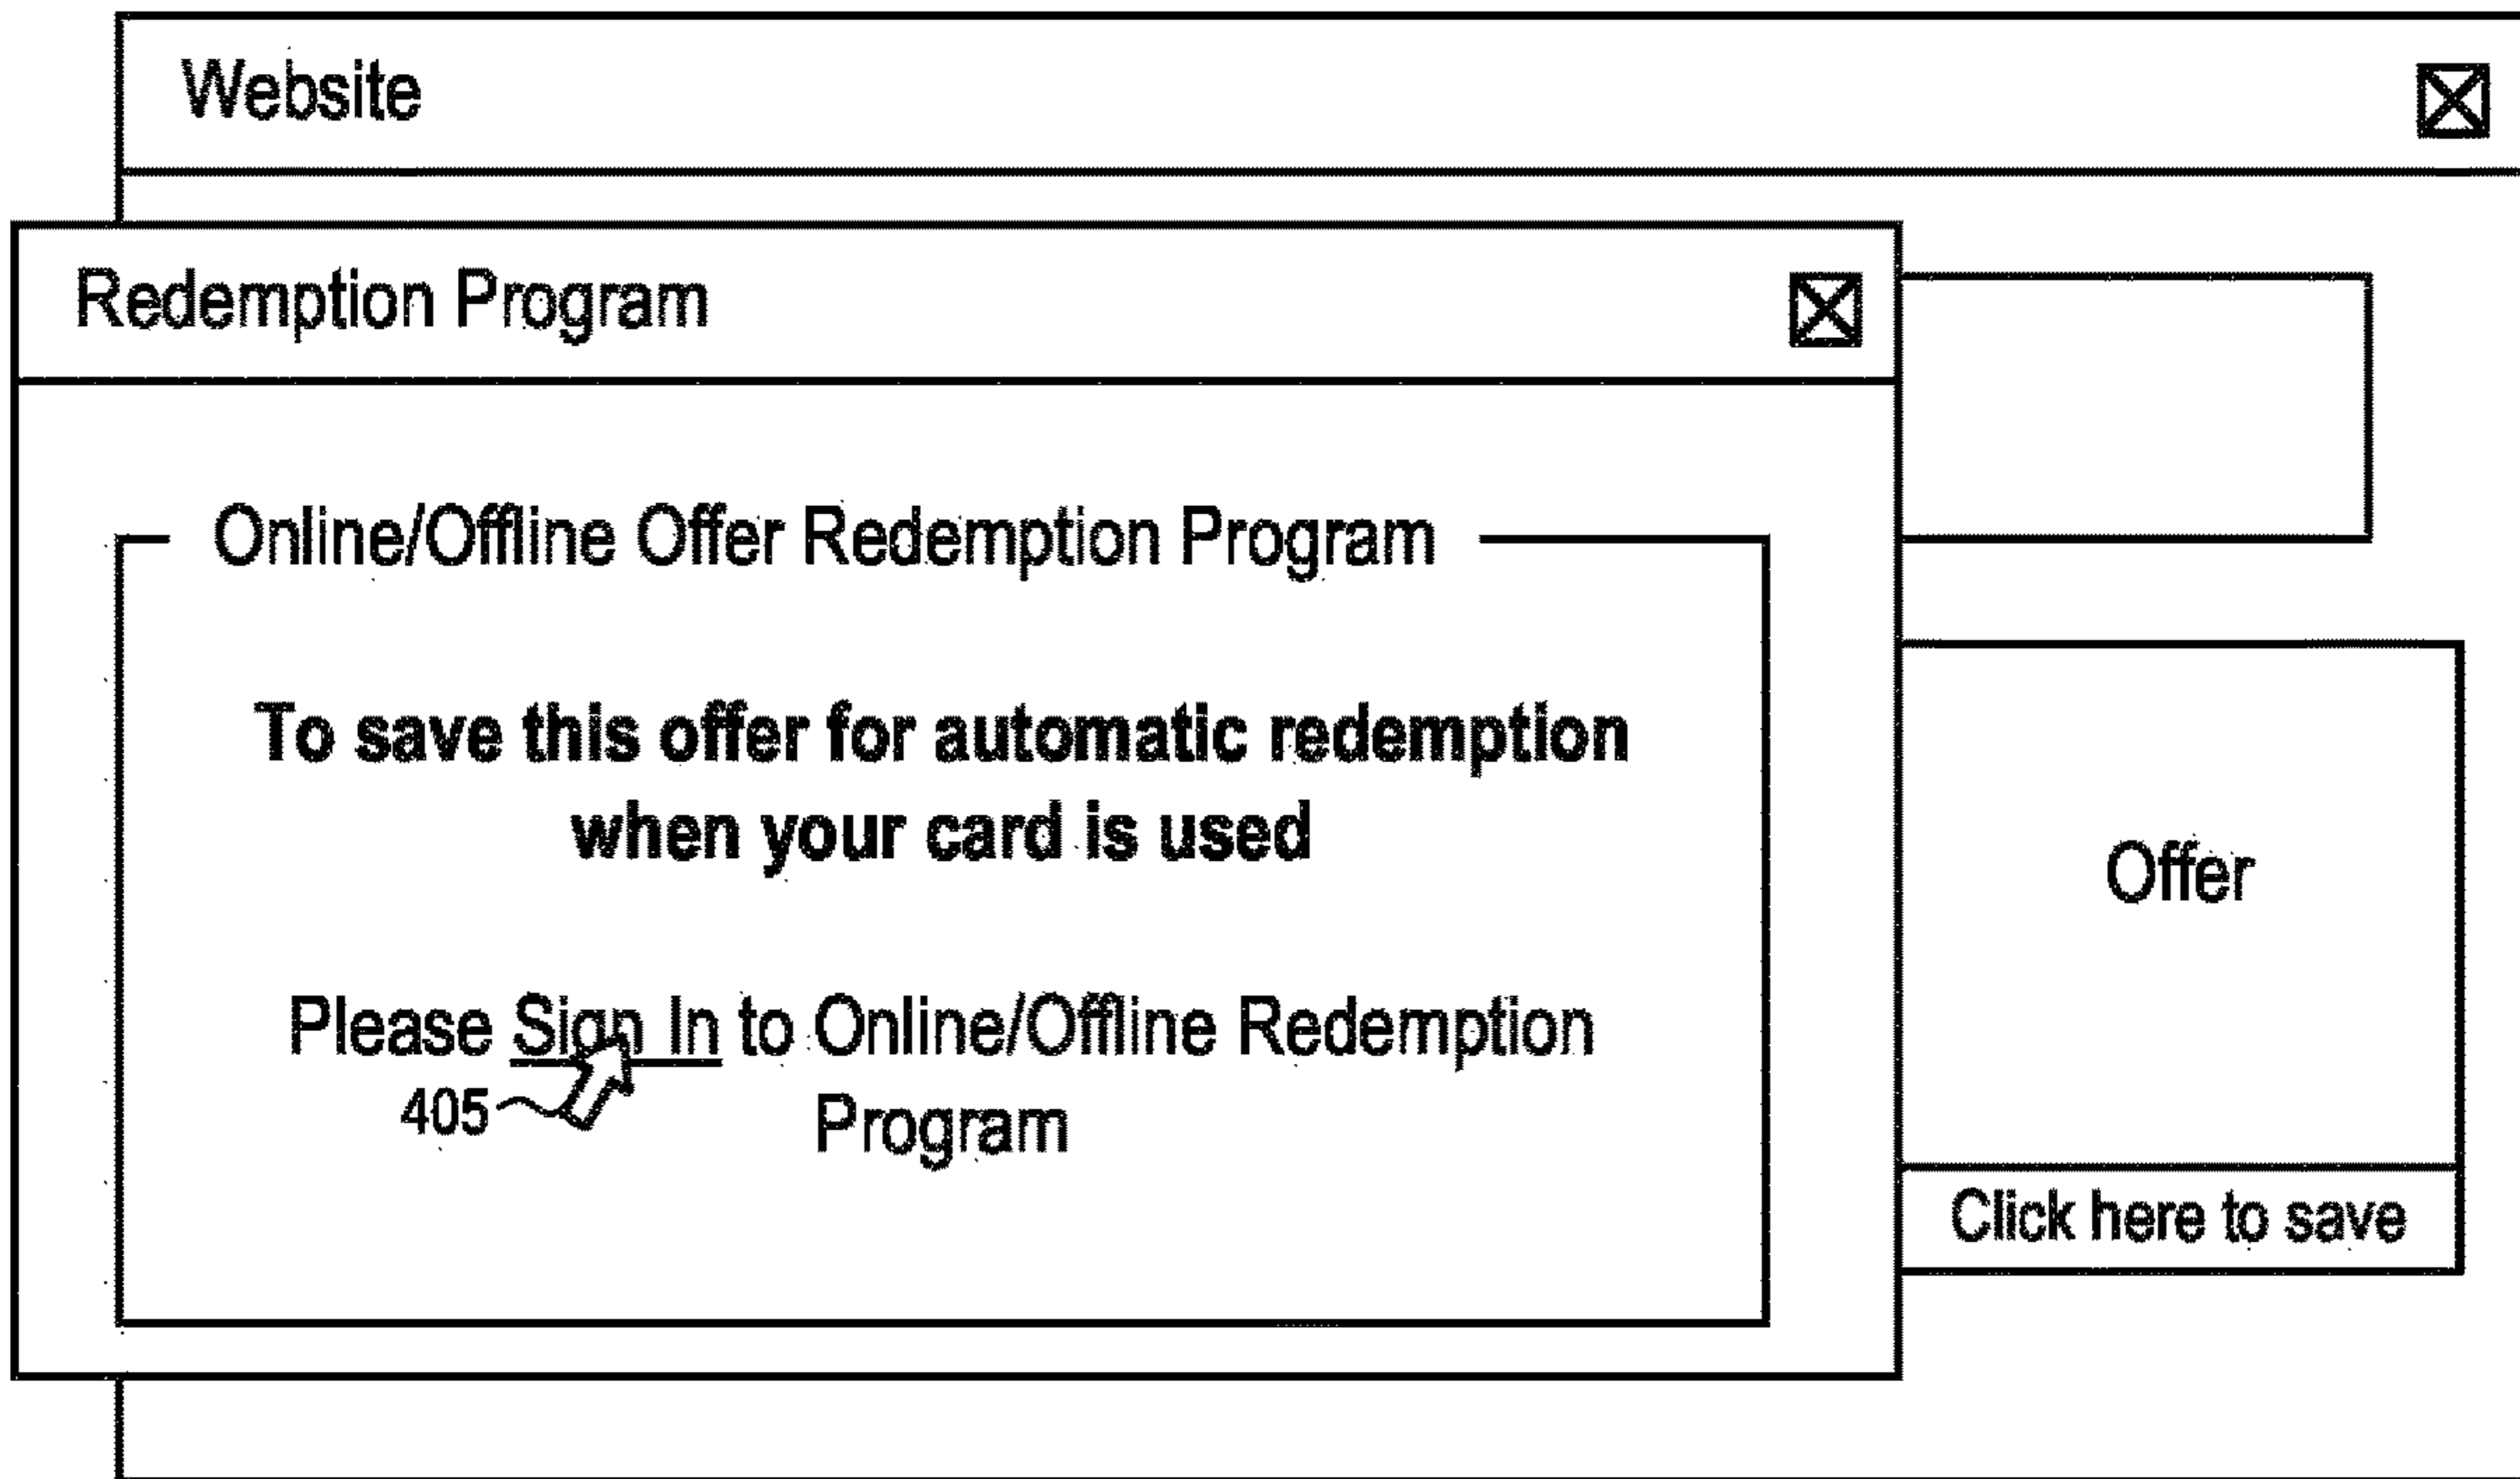 Website
Redemption Program
Online/Offline Offer Redemption Program
To save this offer for automatic redemption
when your card is used
Please Sign In to Online/Offline Redemption
405
Program
Offer
Click here to save